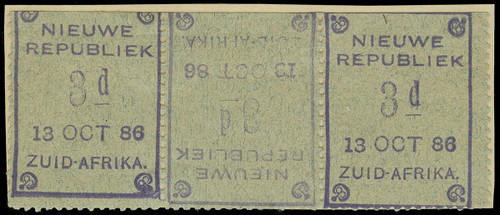 NIEUWE
REPUBLIEK
3d
13 OCT 86
ZUID-AFRIKA.
NIEUWE
REPUBLIEK
3d
13 OCT 86
ZUID-AFRIKA.
NIEUWE
REPUBLIEK
3d
13 OCT 86
ZUID-AFRIKA.